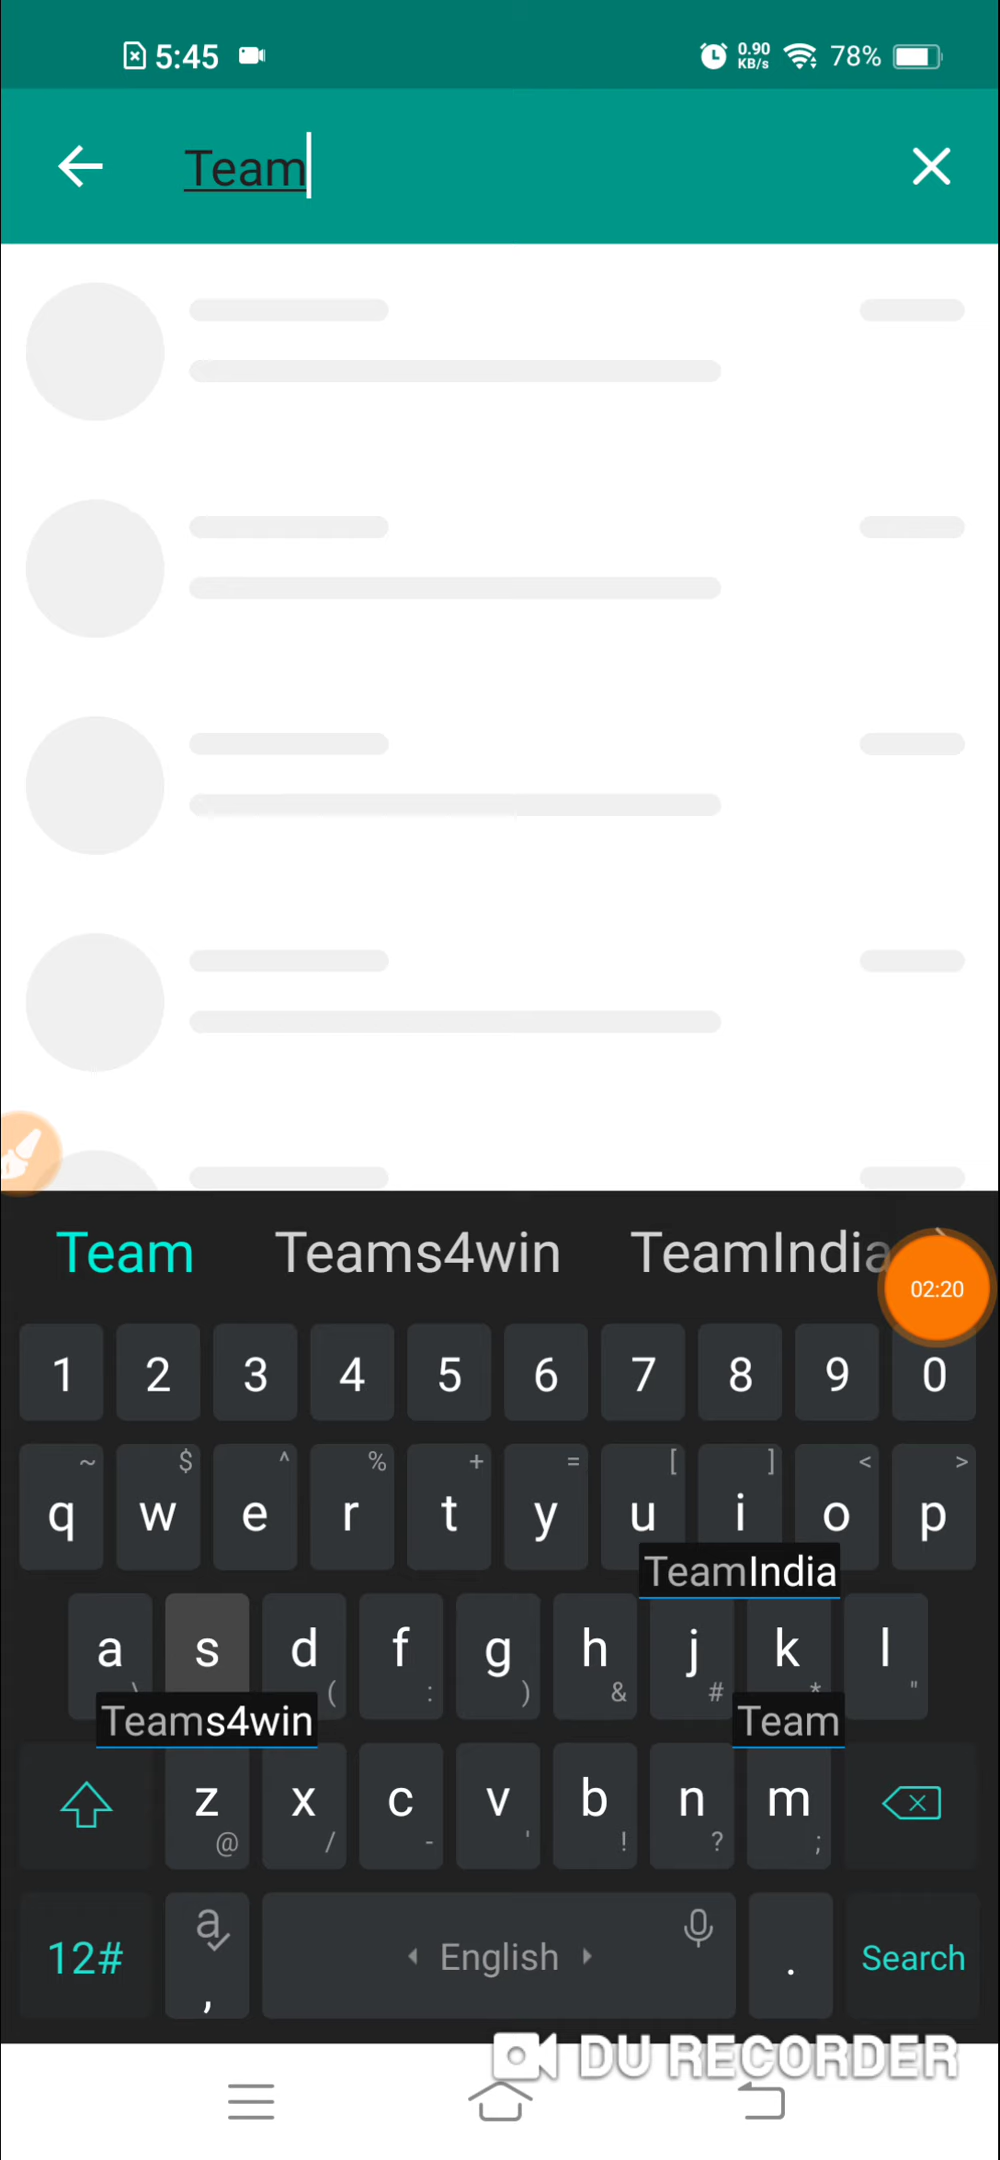 5:45 0.90 KB/s 78%
Team
Team Teams4win TeamIndia
02:20
1 2 3 4 5 6 7 8 9 0
~ $ ^ % + = [ ] < >
q w e r t y u i o p
TeamIndia
a s d f g h j k l
\ ( : ) & # * "
Teams4win Team
z x c v b n m
@ / - ' ! ? ;
12# a , English . Search
DU RECORDER